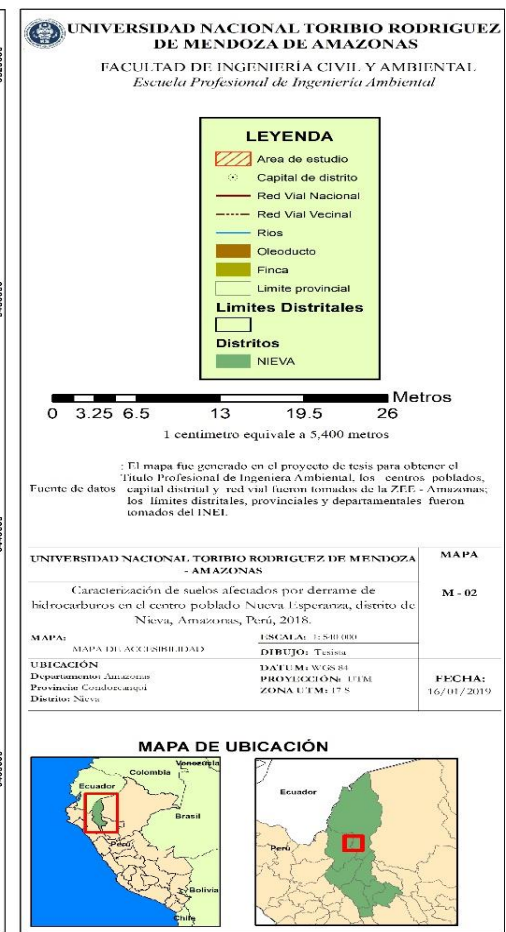 UNIVERSIDAD NACIONAL TORIBIO RODRIGUEZ
DE MENDOZA DE AMAZONAS
FACULTAD DE INGENIERÍA CIVIL Y AMBIENTAL
Escuela Profesional de Ingeniería Ambiental
LEYENDA
Area de estudio
Capital de distrito
Red Vial Nacional
Red Vial Vecinal
Rios
Oleoducto
Finca
Limite provincial
Limites Distritales
Distritos
NIEVA
Metros
0 3.25 6.5 13 19.5 26
1 centimetro equivale a 5,400 metros
Fuente de datos
: El mapa fue generado en el proyecto de tesis para obtener el
Titulo Profesional de Ingeniera Ambiental, los centros poblados,
capital distrital y red vial fueron tomados de la ZEE - Amazonas;
los límites distritales, provinciales y departamentales fueron
tomados del INEI.
UNIVERSIDAD NACIONAL TORIBIO RODRIGUEZ DE MENDOZA
- AMAZONAS
Caracterización de suelos afectados por derrame de
hidrocarburos en el centro poblado Nueva Esperanza, distrito de
Nieva, Amazonas, Perú, 2018.
MAPA
M - 02
MAPA:
MAPA DE ACCESIBILIDAD
ESCALA: 1: 540 000
DIBUJO: Tesista
UBICACIÓN
Departamento: Amazonas
Provincia: Condorcanqui
Distrito: Nieva
DATUM: WGS 84
PROYECCIÓN: UTM
ZONA UTM: 17 S
FECHA:
16/01/2019
MAPA DE UBICACIÓN
Venezuela
Colombia
Ecuador
Brasil
Perú
Bolivia
Chile
Ecuador
Perú